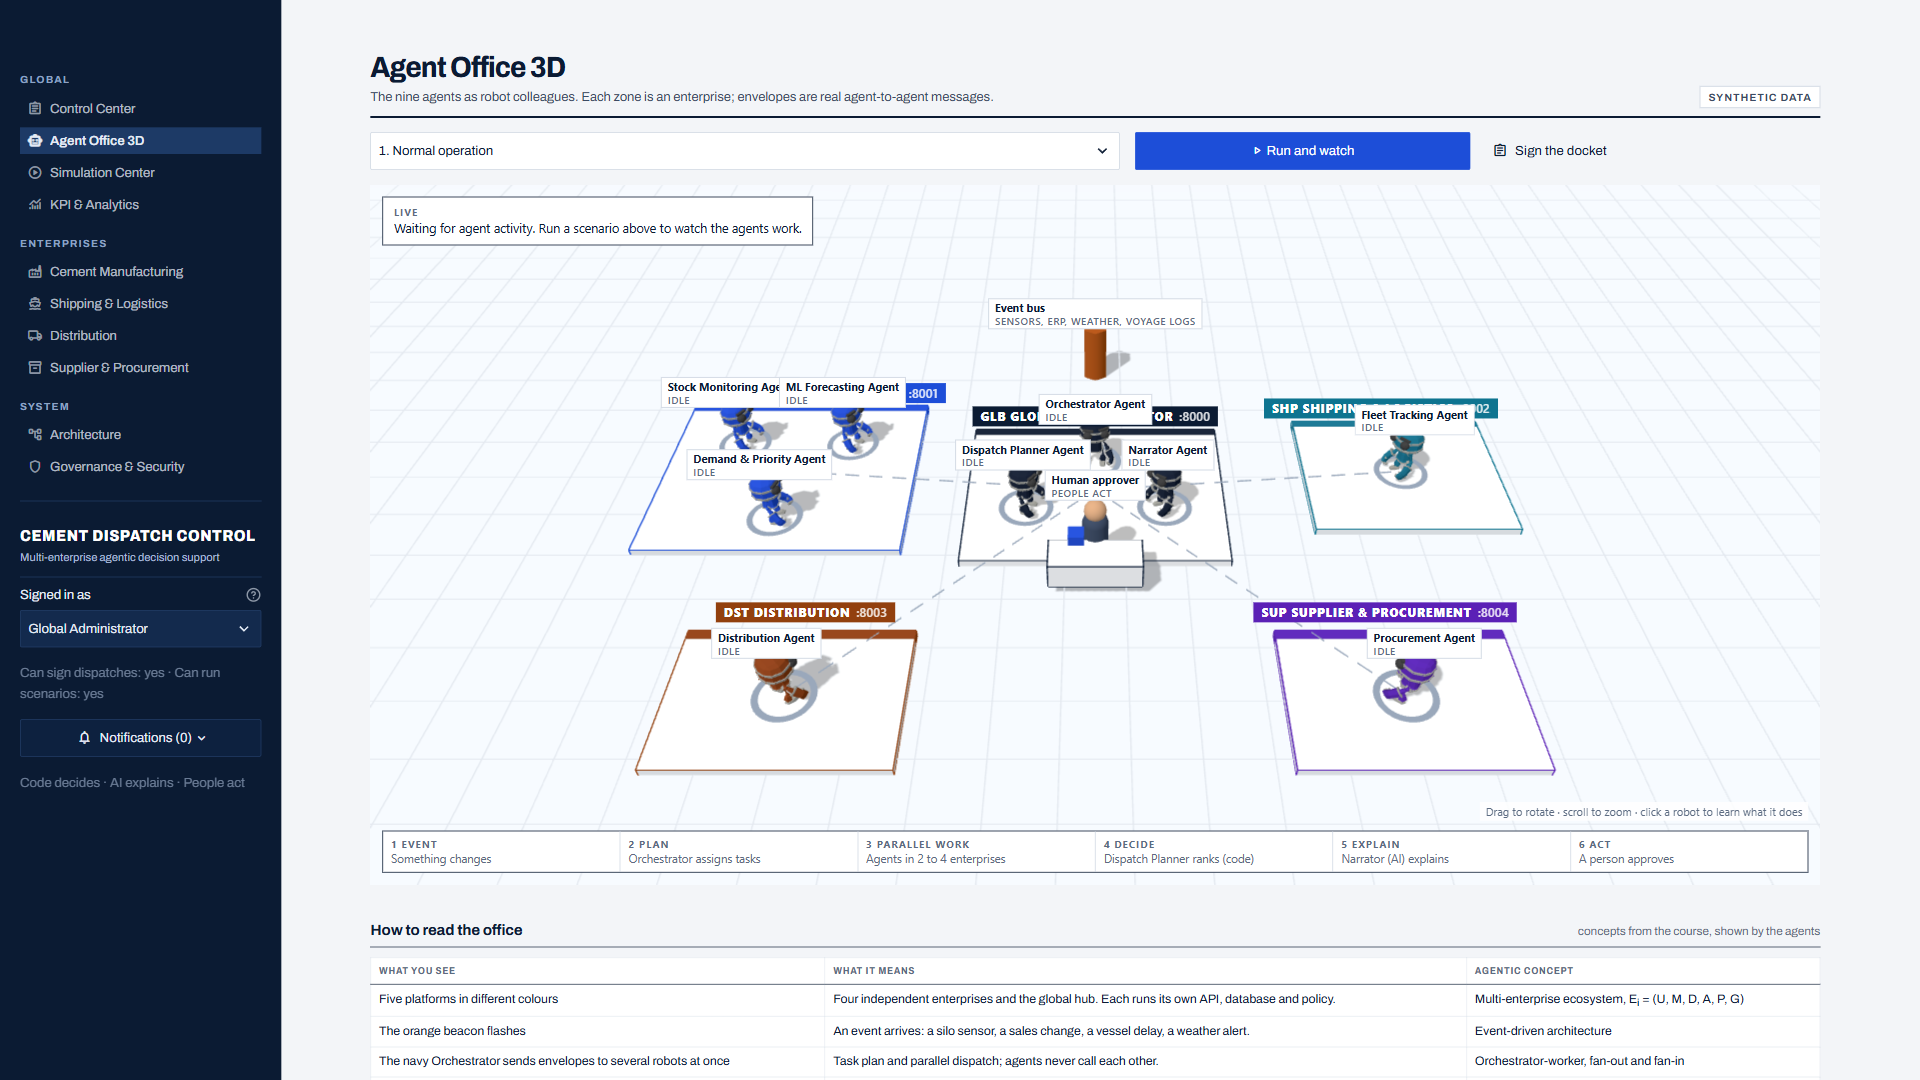 GLOBAL
Control Center
Agent Office 3D
Simulation Center
KPI & Analytics
ENTERPRISES
Cement Manufacturing
Shipping & Logistics
Distribution
Supplier & Procurement
SYSTEM
Architecture
Governance & Security
CEMENT DISPATCH CONTROL
Multi-enterprise agentic decision support
Signed in as
Global Administrator
Can sign dispatches: yes · Can run
scenarios: yes
Notifications (0)
Code decides · AI explains · People act
Agent Office 3D
The nine agents as robot colleagues. Each zone is an enterprise; envelopes are real agent-to-agent messages.
SYNTHETIC DATA
1. Normal operation
Run and watch
Sign the docket
LIVE
Waiting for agent activity. Run a scenario above to watch the agents work.
Event bus
SENSORS, ERP, WEATHER, VOYAGE LOGS
Stock Monitoring Age
IDLE
ML Forecasting Agent
IDLE
:8001
Demand & Priority Agent
IDLE
GLB GLO
Orchestrator Agent
IDLE
TOR :8000
Dispatch Planner Agent
IDLE
Narrator Agent
IDLE
Human approver
PEOPLE ACT
SHP SHIPPIN
02
Fleet Tracking Agent
IDLE
DST DISTRIBUTION :8003
Distribution Agent
IDLE
SUP SUPPLIER & PROCUREMENT :8004
Procurement Agent
IDLE
Drag to rotate · scroll to zoom · click a robot to learn what it does
1 EVENT
Something changes
2 PLAN
Orchestrator assigns tasks
3 PARALLEL WORK
Agents in 2 to 4 enterprises
4 DECIDE
Dispatch Planner ranks (code)
5 EXPLAIN
Narrator (AI) explains
6 ACT
A person approves
How to read the office
concepts from the course, shown by the agents
WHAT YOU SEE
WHAT IT MEANS
AGENTIC CONCEPT
Five platforms in different colours
Four independent enterprises and the global hub. Each runs its own API, database and policy.
Multi-enterprise ecosystem, Ei = (U, M, D, A, P, G)
The orange beacon flashes
An event arrives: a silo sensor, a sales change, a vessel delay, a weather alert.
Event-driven architecture
The navy Orchestrator sends envelopes to several robots at once
Task plan and parallel dispatch; agents never call each other.
Orchestrator-worker, fan-out and fan-in